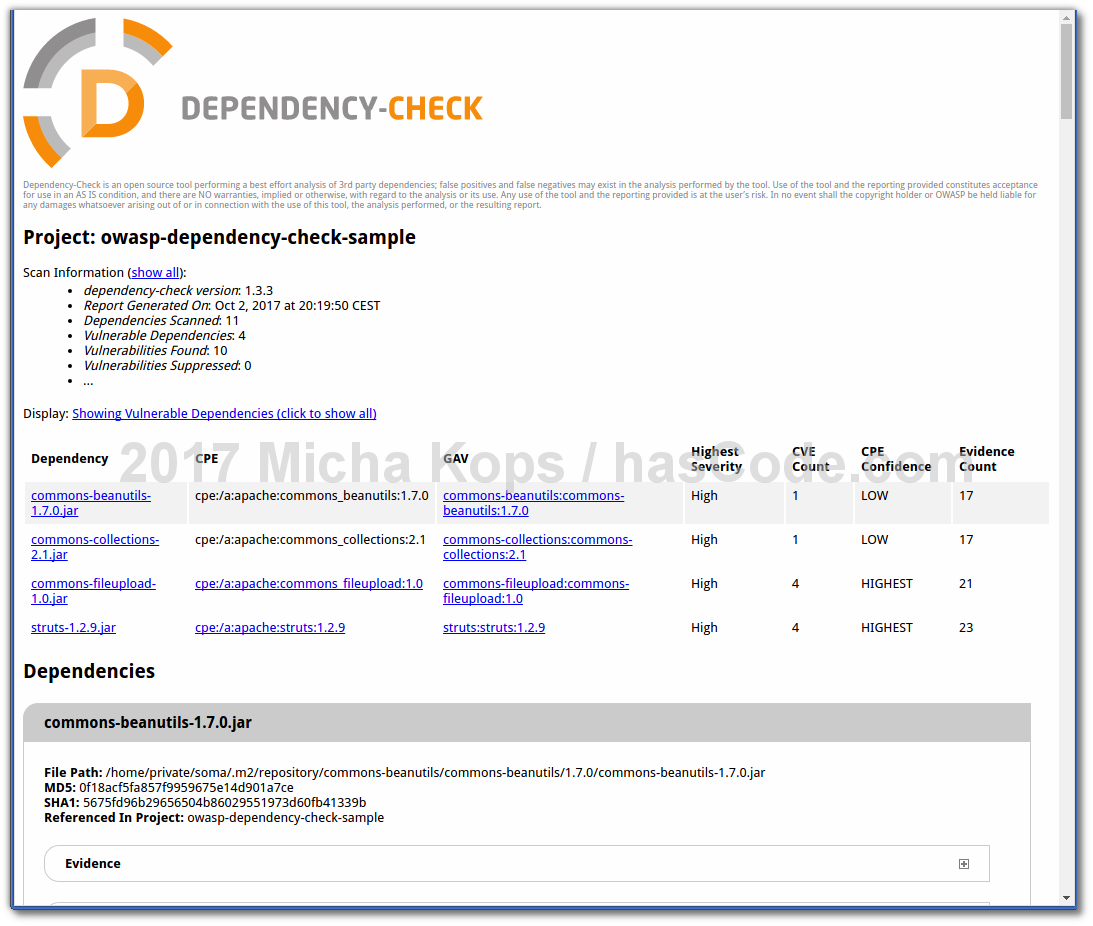 D
DEPENDENCY-CHECK
Dependency-Check is an open source tool performing a best effort analysis of 3rd party dependencies; false positives and false negatives may exist in the analysis performed by the tool. Use of the tool and the reporting provided constitutes acceptance
for use in an AS IS condition, and there are NO warranties, implied or otherwise, with regard to the analysis or its use. Any use of the tool and the reporting provided is at the user's risk. In no event shall the copyright holder or OWASP be held liable for
any damages whatsoever arising out of or in connection with the use of this tool, the analysis performed, or the resulting report.
Project: owasp-dependency-check-sample
Scan Information (show all):
• dependency-check version: 1.3.3
• Report Generated On: Oct 2, 2017 at 20:19:50 CEST
• Dependencies Scanned: 11
• Vulnerable Dependencies: 4
• Vulnerabilities Found: 10
• Vulnerabilities Suppressed: 0
• ...
Display: Showing Vulnerable Dependencies (click to show all)
2017 Micha Kops / hasCode.com
Dependency CPE GAV Highest Severity CVE Count CPE Confidence Evidence Count
commons-beanutils-1.7.0.jar cpe:/a:apache:commons_beanutils:1.7.0 commons-beanutils:commons-beanutils:1.7.0 High 1 LOW 17
commons-collections-2.1.jar cpe:/a:apache:commons_collections:2.1 commons-collections:commons-collections:2.1 High 1 LOW 17
commons-fileupload-1.0.jar cpe:/a:apache:commons_fileupload:1.0 commons-fileupload:commons-fileupload:1.0 High 4 HIGHEST 21
struts-1.2.9.jar cpe:/a:apache:struts:1.2.9 struts:struts:1.2.9 High 4 HIGHEST 23
Dependencies
commons-beanutils-1.7.0.jar
File Path: /home/private/soma/.m2/repository/commons-beanutils/commons-beanutils/1.7.0/commons-beanutils-1.7.0.jar
MD5: 0f18acf5fa857f9959675e14d901a7ce
SHA1: 5675fd96b29656504b86029551973d60fb41339b
Referenced In Project: owasp-dependency-check-sample
Evidence